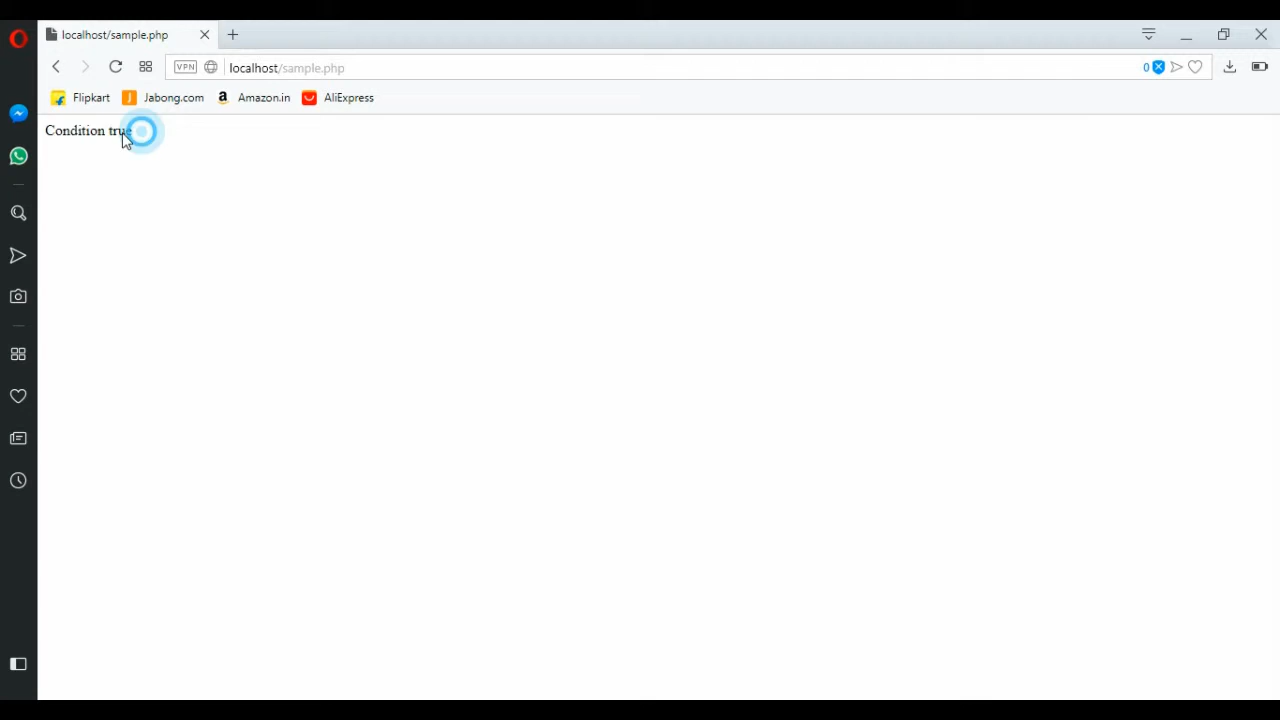 localhost/sample.php
VPN localhost/sample.php 0
Flipkart Jabong.com Amazon.in AliExpress
Condition true